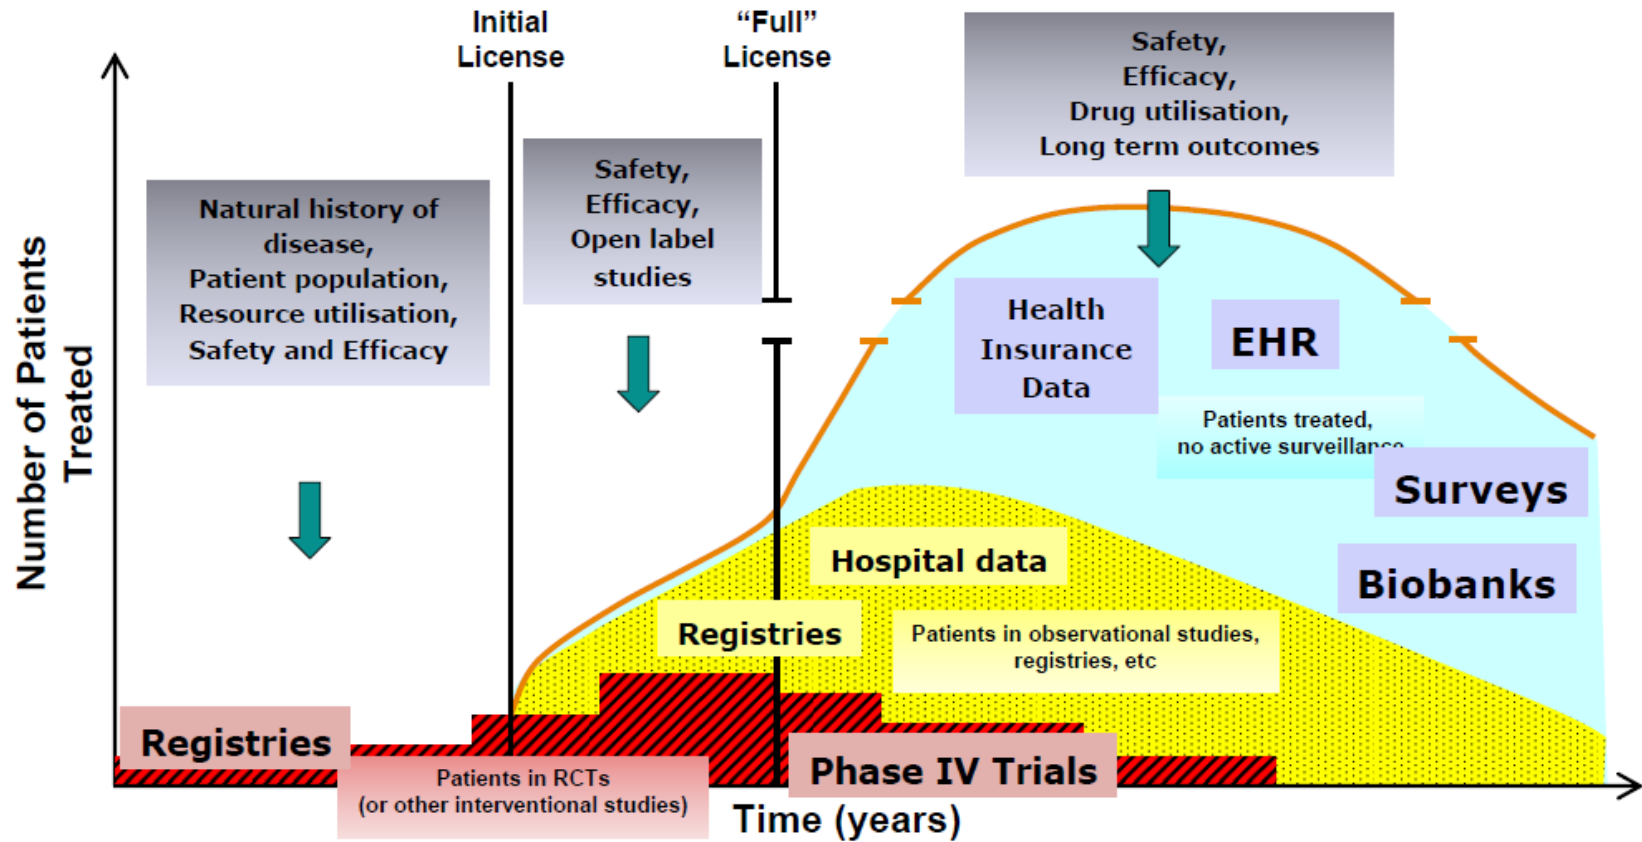 Initial
License
“Full”
License
Safety,
Efficacy,
Drug utilisation,
Long term outcomes
Safety,
Efficacy,
Open label
studies
Natural history of
disease,
Patient population,
Resource utilisation,
Safety and Efficacy
Number of Patients
Treated
Health
Insurance
Data
EHR
Patients treated,
no active surveillance
Surveys
Biobanks
Hospital data
Registries
Patients in observational studies,
registries, etc
Registries
Patients in RCTs
(or other interventional studies)
Phase IV Trials
Time (years)